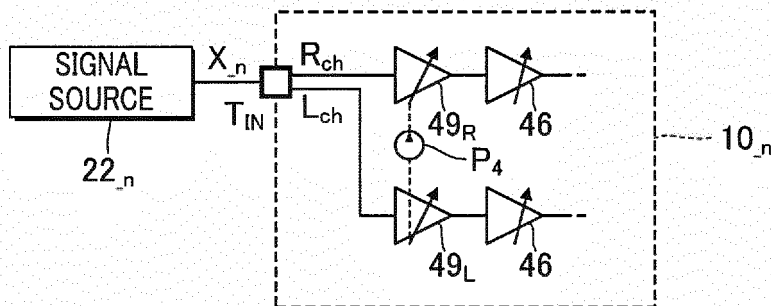 SIGNAL
SOURCE
22_n
X_n
T_IN
R_ch
L_ch
49_R
46
P_4
49_L
46
10_n